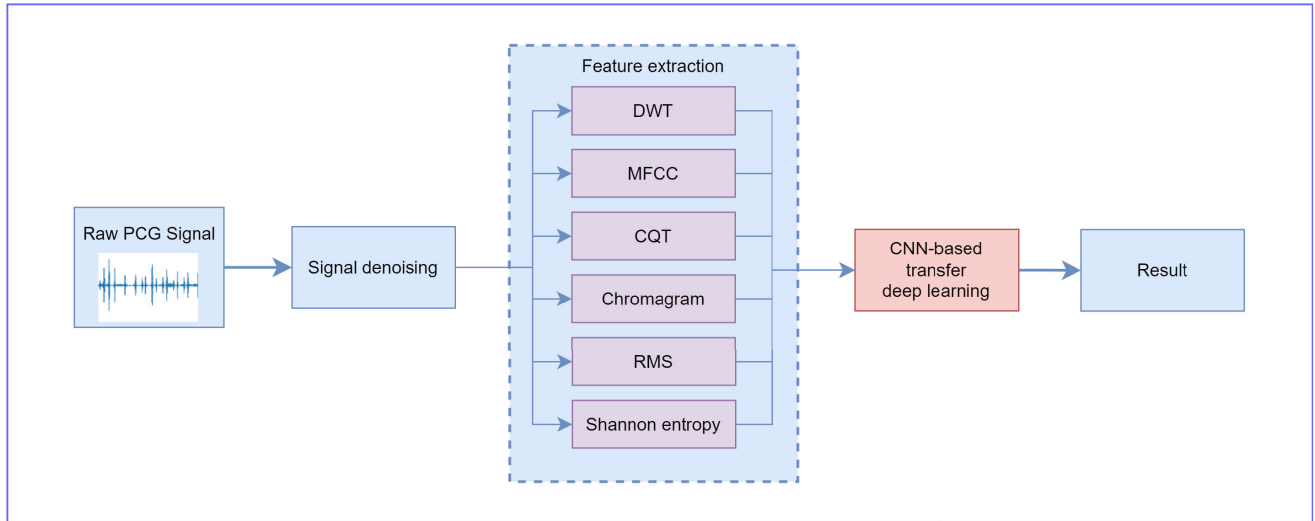 Raw PCG Signal
Signal denoising
Feature extraction
DWT
MFCC
CQT
Chromagram
RMS
Shannon entropy
CNN-based
transfer
deep learning
Result